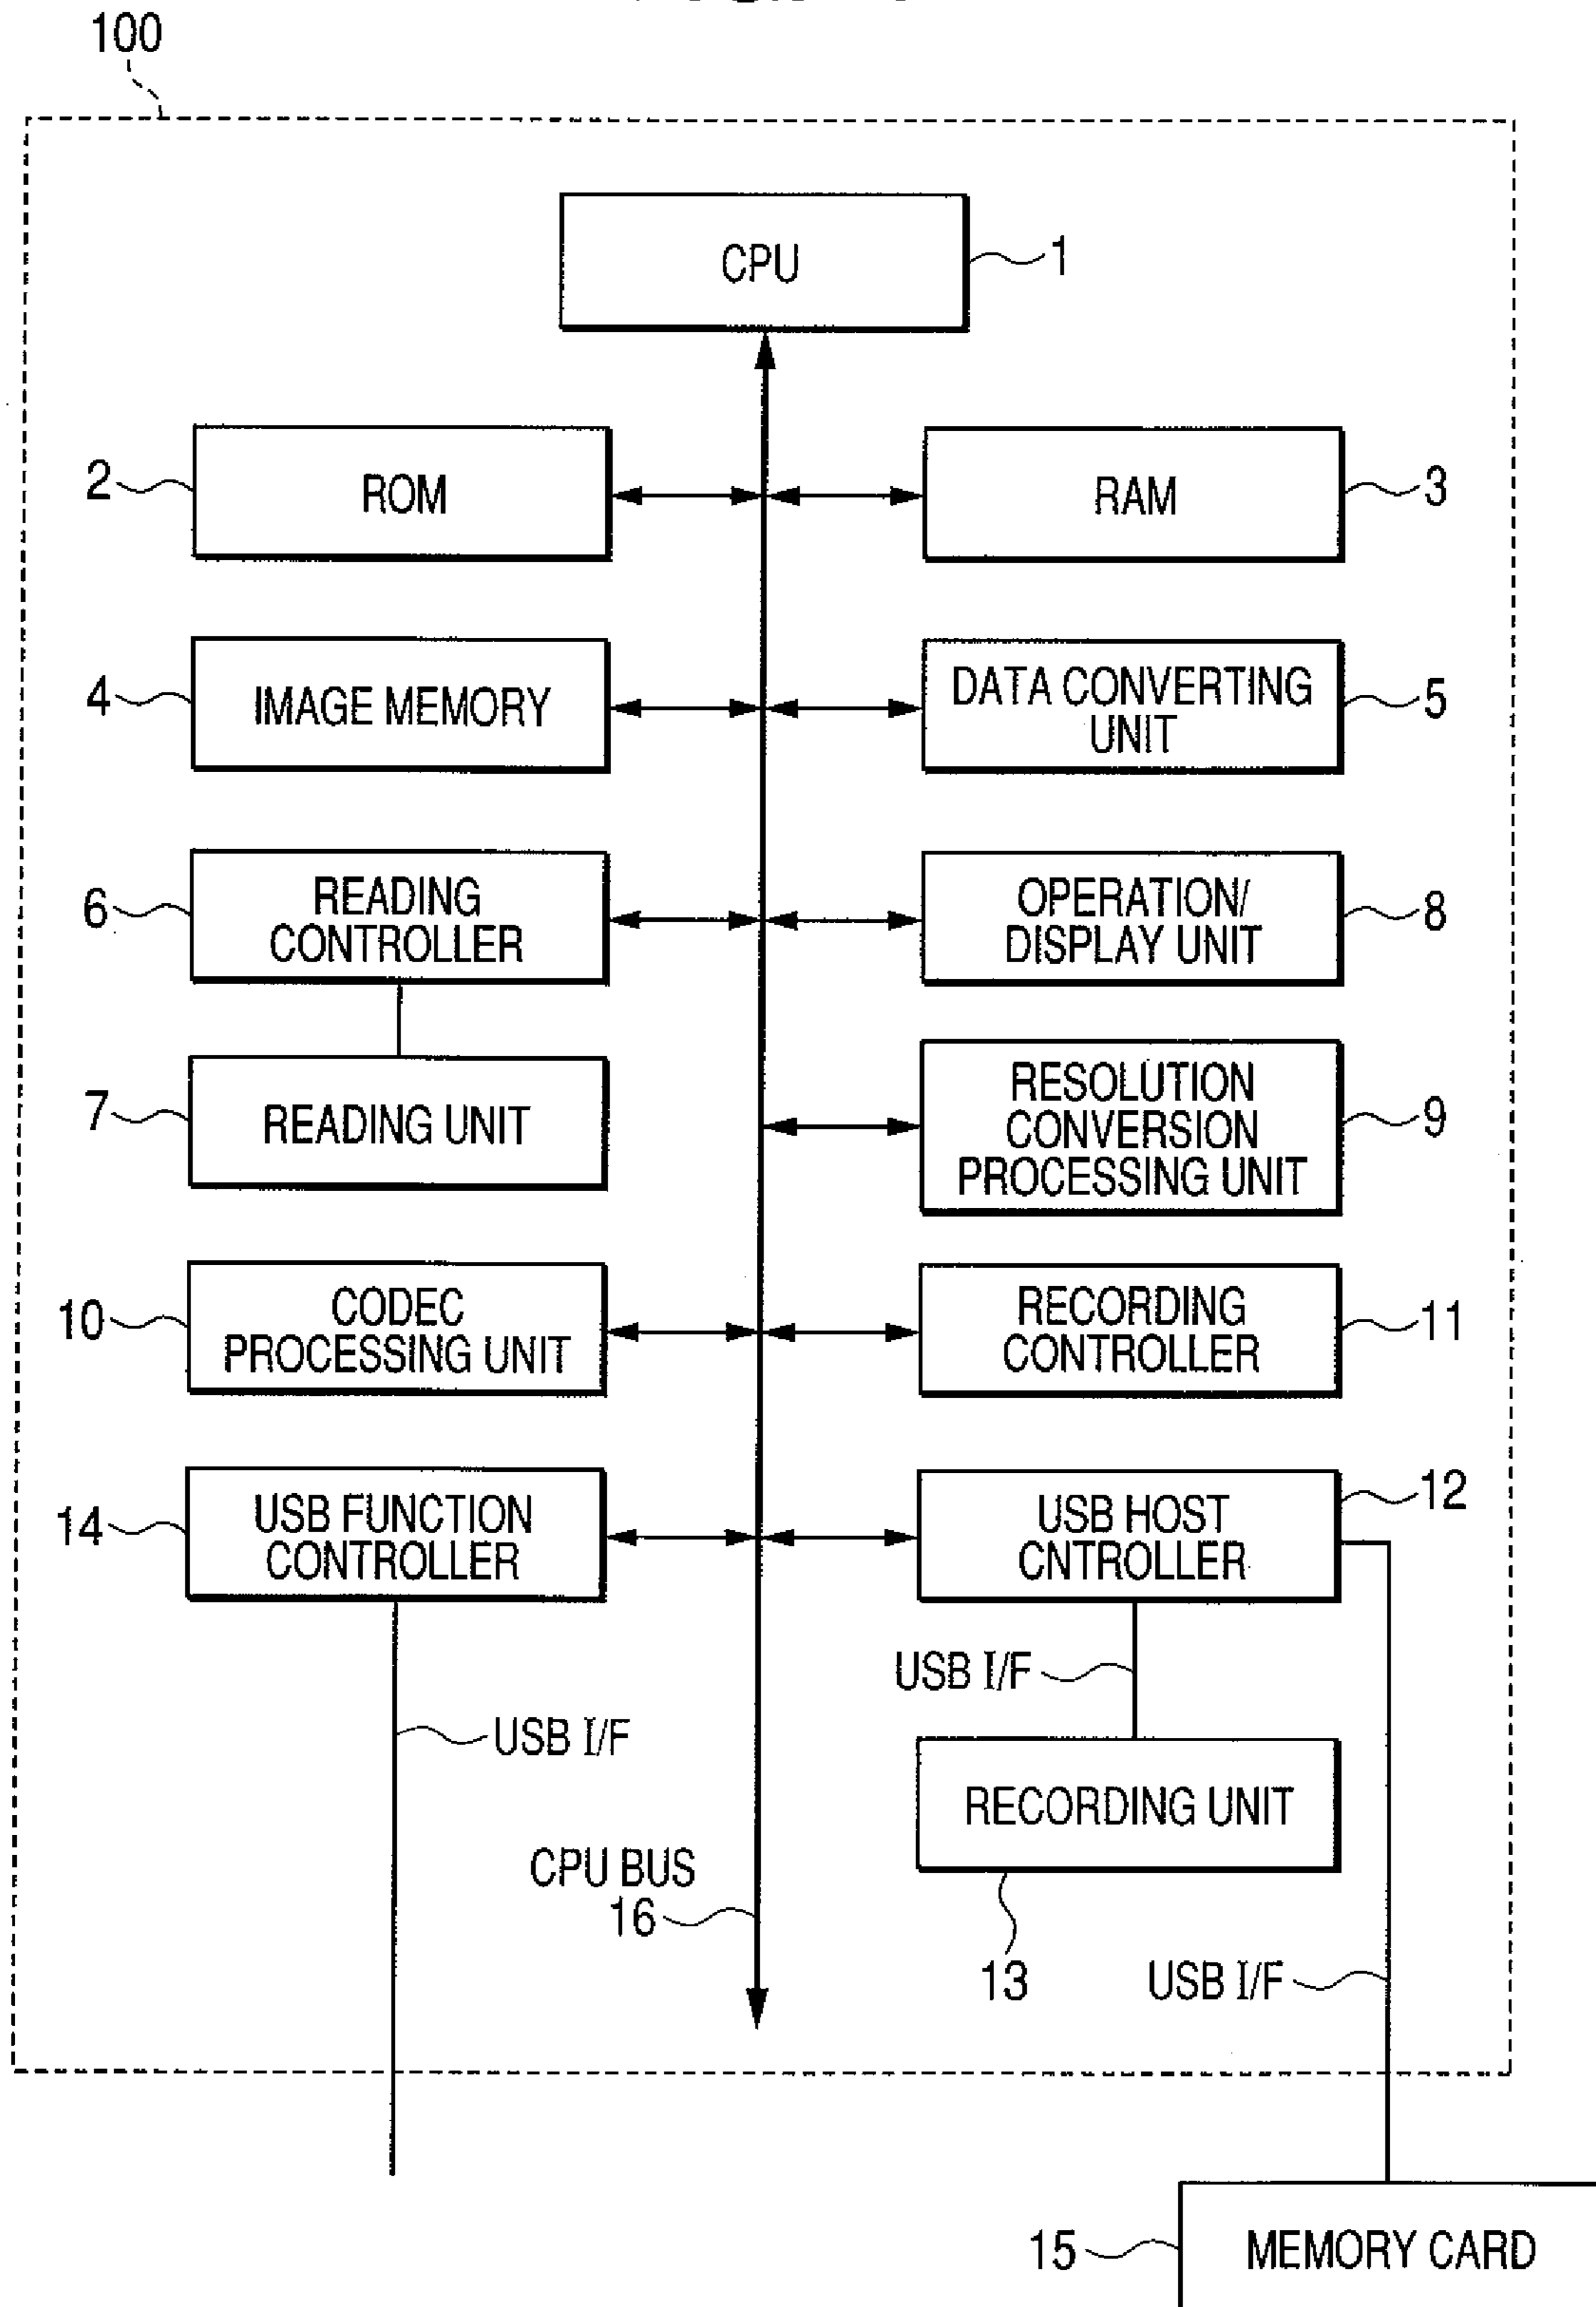 100
CPU
1
2
ROM
RAM
3
4
IMAGE MEMORY
DATA CONVERTING
UNIT
5
6
READING
CONTROLLER
OPERATION/
DISPLAY UNIT
8
7
READING UNIT
RESOLUTION
CONVERSION
PROCESSING UNIT
9
10
CODEC
PROCESSING UNIT
RECORDING
CONTROLLER
11
14
USB FUNCTION
CONTROLLER
USB HOST
CNTROLLER
12
USB I/F
USB I/F
RECORDING UNIT
CPU BUS
16
13
USB I/F
15
MEMORY CARD